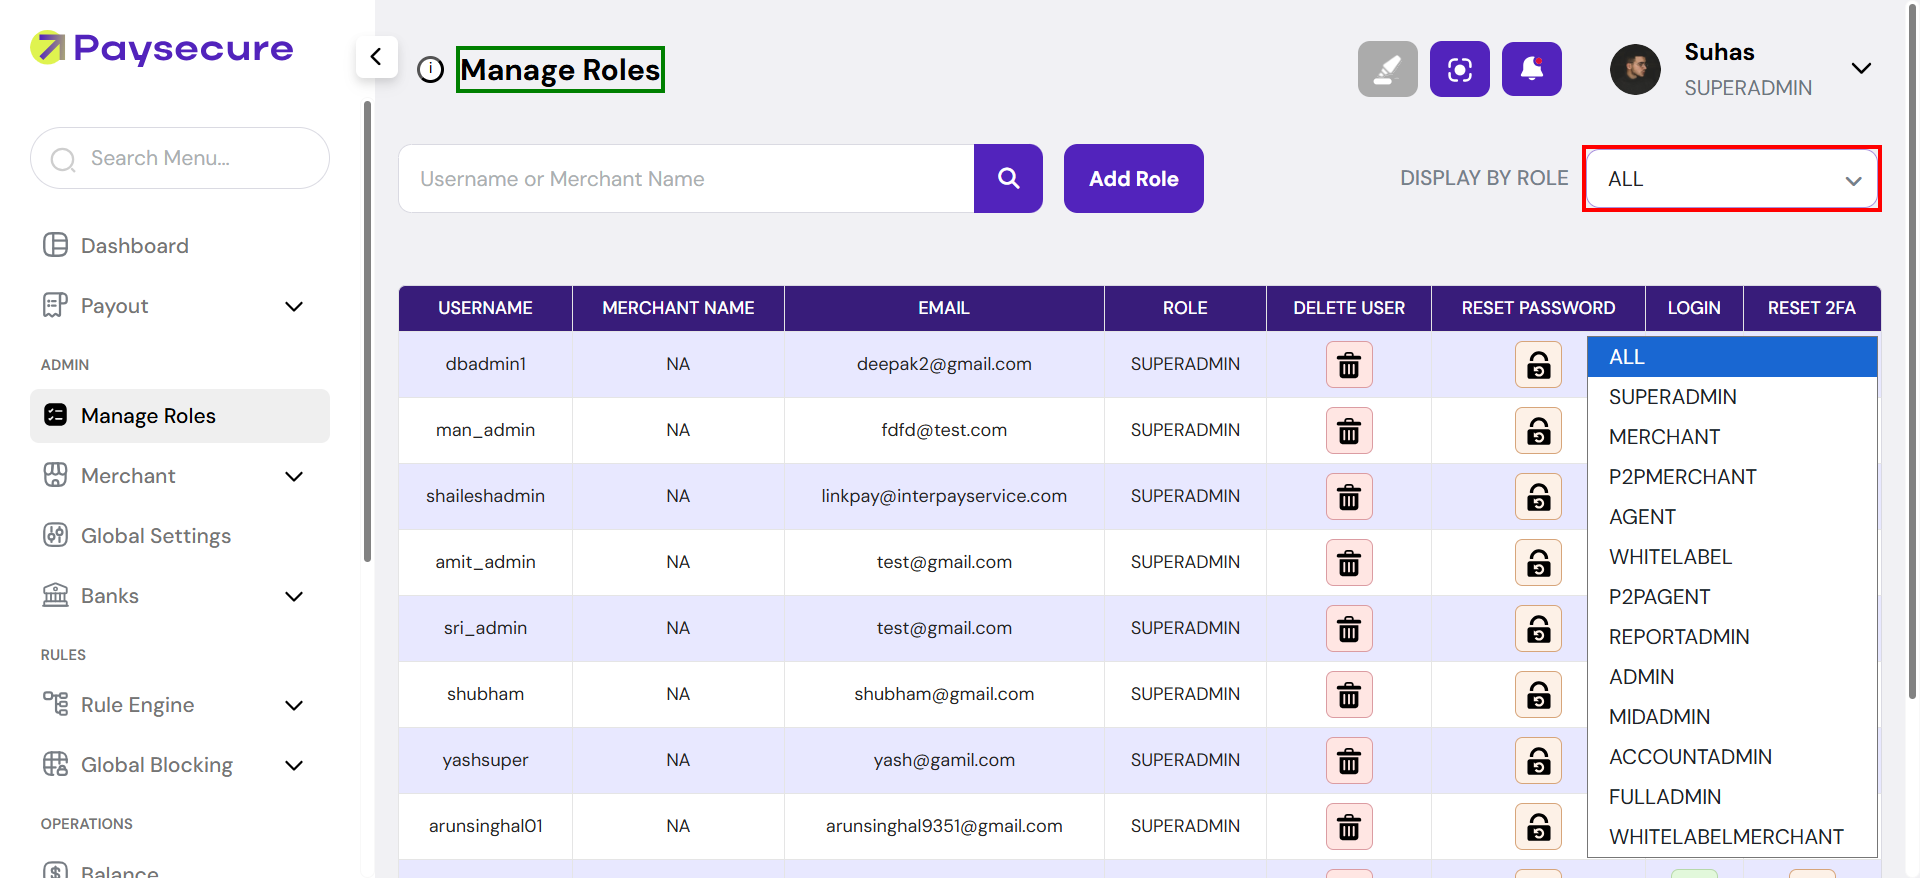 Paysecure
Manage Roles
Suhas
SUPERADMIN
Search Menu...
Username or Merchant Name
Add Role
DISPLAY BY ROLE
ALL
Dashboard
Payout
ADMIN
Manage Roles
Merchant
Global Settings
Banks
RULES
Rule Engine
Global Blocking
OPERATIONS
Balance
USERNAME MERCHANT NAME EMAIL ROLE DELETE USER RESET PASSWORD LOGIN RESET 2FA
dbadmin1 NA deepak2@gmail.com SUPERADMIN
man_admin NA fdfd@test.com SUPERADMIN
shaileshadmin NA linkpay@interpayservice.com SUPERADMIN
amit_admin NA test@gmail.com SUPERADMIN
sri_admin NA test@gmail.com SUPERADMIN
shubham NA shubham@gmail.com SUPERADMIN
yashsuper NA yash@gamil.com SUPERADMIN
arunsinghal01 NA arunsinghal9351@gmail.com SUPERADMIN
ALL
SUPERADMIN
MERCHANT
P2PMERCHANT
AGENT
WHITELABEL
P2PAGENT
REPORTADMIN
ADMIN
MIDADMIN
ACCOUNTADMIN
FULLADMIN
WHITELABELMERCHANT